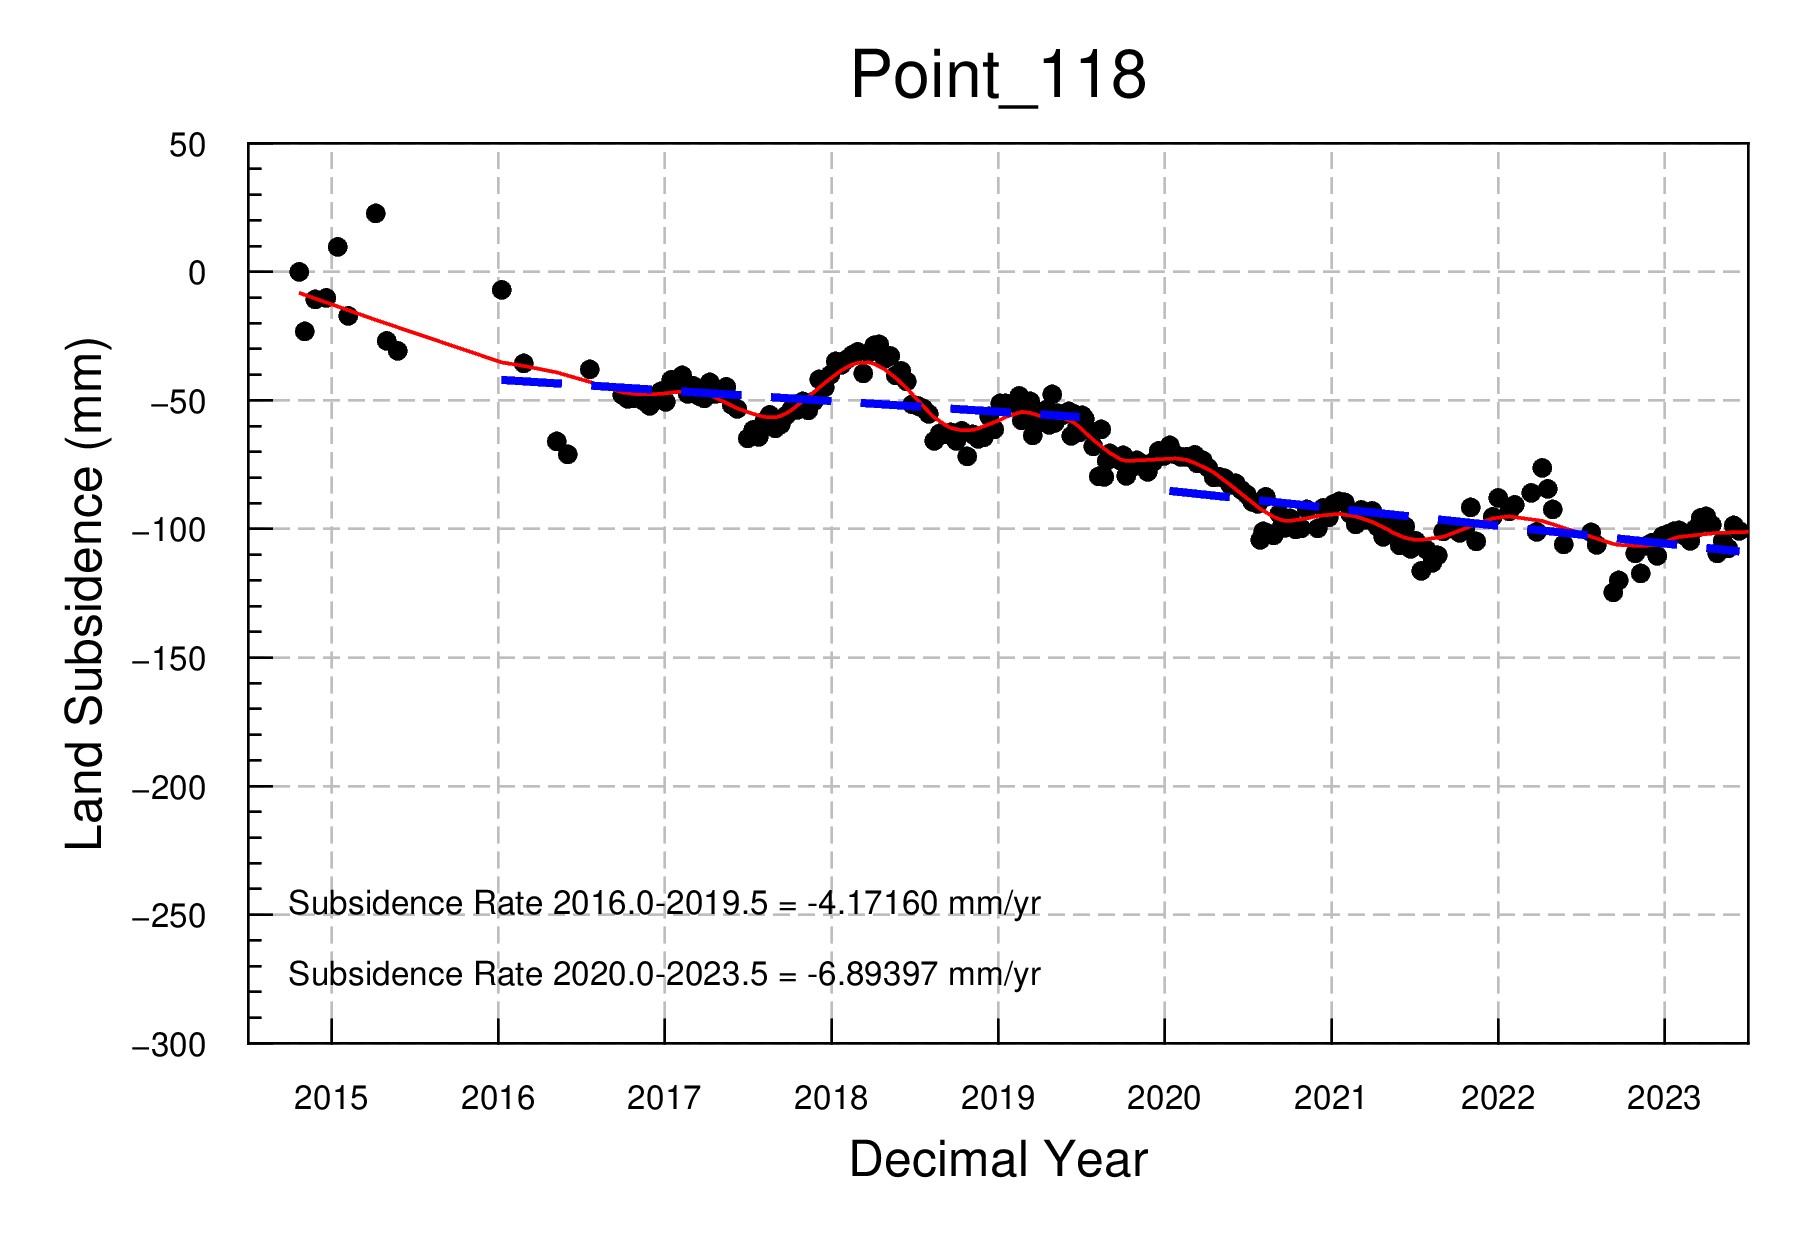 Point_118
50
0
−50
−100
−150
−200
−250
−300
Land Subsidence (mm)
Subsidence Rate 2016.0-2019.5 = -4.17160 mm/yr
Subsidence Rate 2020.0-2023.5 = -6.89397 mm/yr
2015 2016 2017 2018 2019 2020 2021 2022 2023
Decimal Year